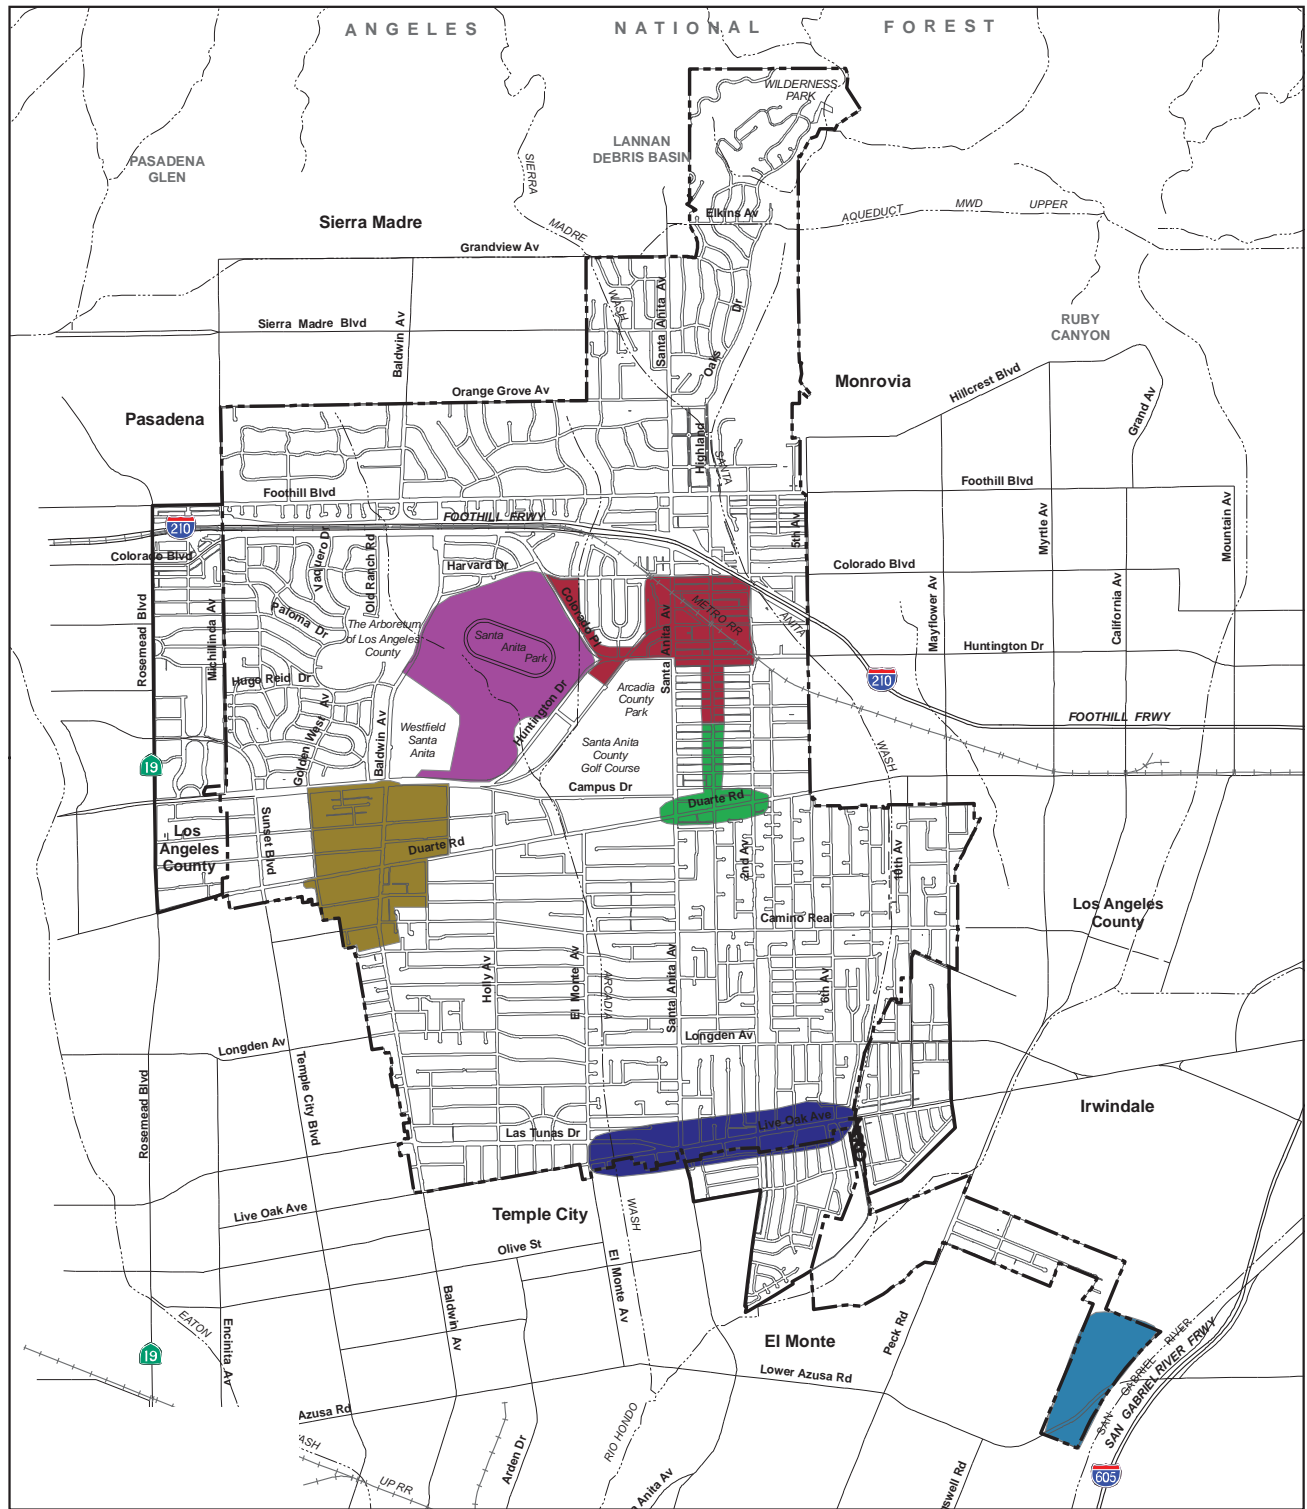 ANGELES NATIONAL FOREST
WILDERNESS
PARK
LANNAN
DEBRIS BASIN
PASADENA
GLEN
SIERRA
MADRE
WASH
Elkins Av
AQUEDUCT
MWD
UPPER
Sierra Madre
Grandview Av
Sierra Madre Blvd
Baldwin Av
Santa Anita Av
Oaks Dr
RUBY
CANYON
Monrovia
Hillcrest Blvd
Orange Grove Av
Grand Av
Pasadena
Highland
SANTA
Foothill Blvd
Foothill Blvd
210
FOOTHILL FRWY
5th Av
Myrtle Av
Mountain Av
Colorado Blvd
Vaquero Dr
Old Ranch Rd
Harvard Dr
Colorado Blvd
Rosemead Blvd
Michillinda Av
Paloma Dr
The Arboretum
of Los Angeles
County
Santa
Anita
Park
Colorado Pl
METRO RR
Santa Anita Av
ANITA
Mayflower Av
California Av
Huntington Dr
Hugo Reid Dr
Golden West Av
Baldwin Av
Westfield
Santa
Anita
Huntington Dr
Arcadia
County
Park
210
FOOTHILL FRWY
Santa Anita
County
Golf Course
WASH
19
Campus Dr
Duarte Rd
Los
Angeles
County
Sunset Blvd
Duarte Rd
2nd Av
10th Av
Camino Real
Los Angeles
County
Holly Av
El Monte Av
ARCADIA
Santa Anita Av
6th Av
Longden Av
Longden Av
Rosemead Blvd
Temple City Blvd
Las Tunas Dr
Live Oak Ave
Irwindale
Live Oak Ave
Temple City
WASH
Olive St
El Monte Av
Baldwin Av
EATON
19
Encinita Av
El Monte
Peck Rd
Lower Azusa Rd
SAN GABRIEL RIVER
SAN GABRIEL RIVER FRWY
Azusa Rd
RIO HONDO
UP RR
Arden Dr
Anita Av
605